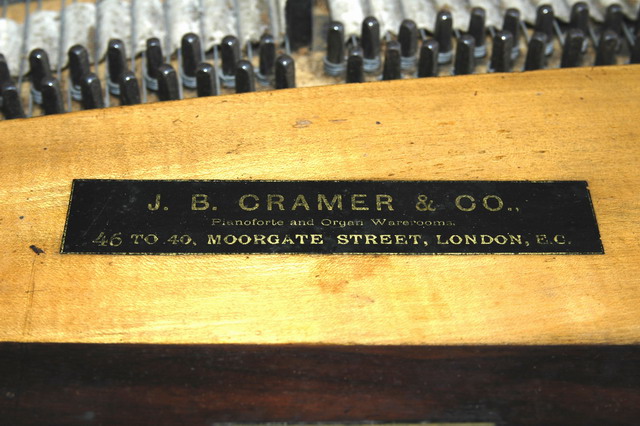 J. B. CRAMER & CO.,
Pianoforte and Organ Warerooms.
46 TO 40, MOORGATE STREET, LONDON, E.C.